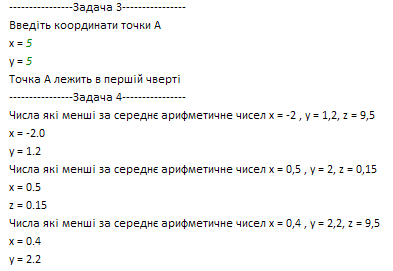 ----------------Задача 3----------------
Введіть координати точки А
x = 5
y = 5
Точка А лежить в першій чверті
----------------Задача 4----------------
Числа які менші за середнє арифметичне чисел x = -2 , y = 1,2, z = 9,5
x = -2.0
y = 1.2
Числа які менші за середнє арифметичне чисел x = 0,5 , y = 2, z = 0,15
x = 0.5
z = 0.15
Числа які менші за середнє арифметичне чисел x = 0,4 , y = 2,2, z = 9,5
x = 0.4
y = 2.2